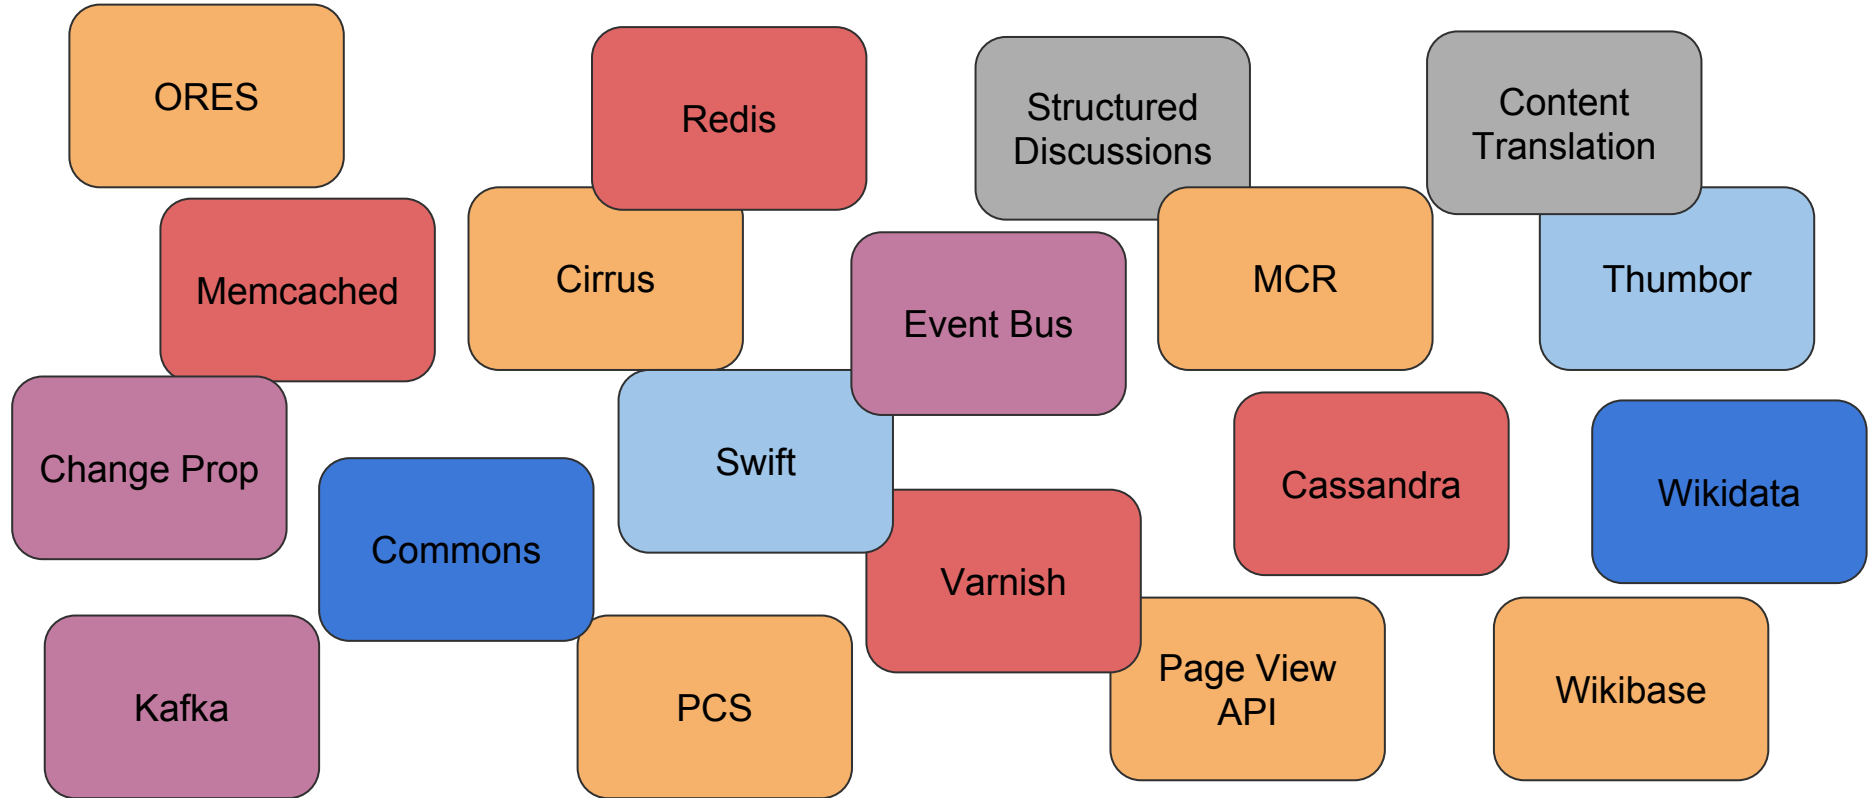 ORES
Redis
Structured
Discussions
Content
Translation
Memcached
Cirrus
Event Bus
MCR
Thumbor
Change Prop
Commons
Swift
Varnish
Cassandra
Wikidata
Kafka
PCS
Page View
API
Wikibase